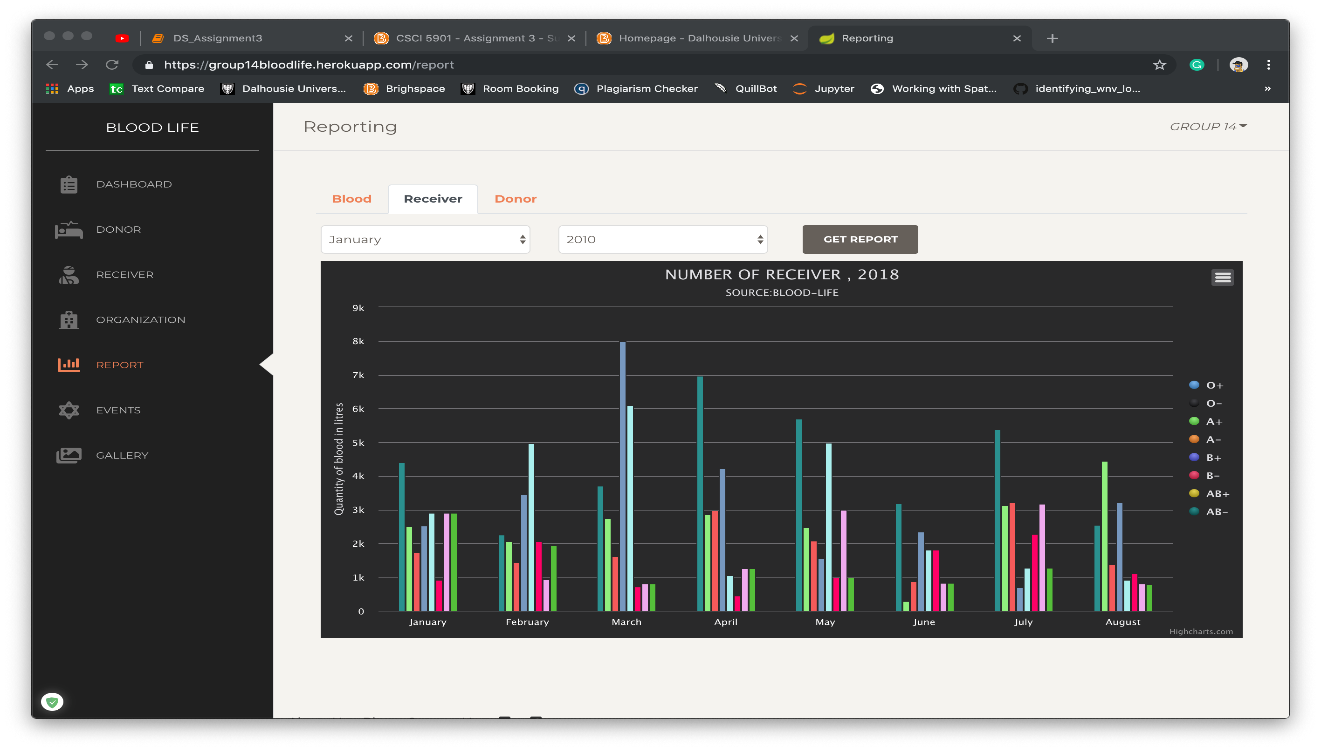 DS_Assignment3
CSCI 5901 - Assignment 3 - Su
Homepage - Dalhousie Univers
Reporting
https://group14bloodlife.herokuapp.com/report
Apps
tc Text Compare
Dalhousie Univers...
Brighspace
Room Booking
Plagiarism Checker
QuillBot
Jupyter
Working with Spat...
identifying_wnv_lo...
»
BLOOD LIFE
DASHBOARD
DONOR
RECEIVER
ORGANIZATION
REPORT
EVENTS
GALLERY
Reporting
GROUP 14
Blood
Receiver
Donor
January
2010
GET REPORT
NUMBER OF RECEIVER , 2018
SOURCE:BLOOD-LIFE
Quantity of blood in litres
9k
8k
7k
6k
5k
4k
3k
2k
1k
0
January
February
March
April
May
June
July
August
O+
O-
A+
A-
B+
B-
AB+
AB-
Highcharts.com